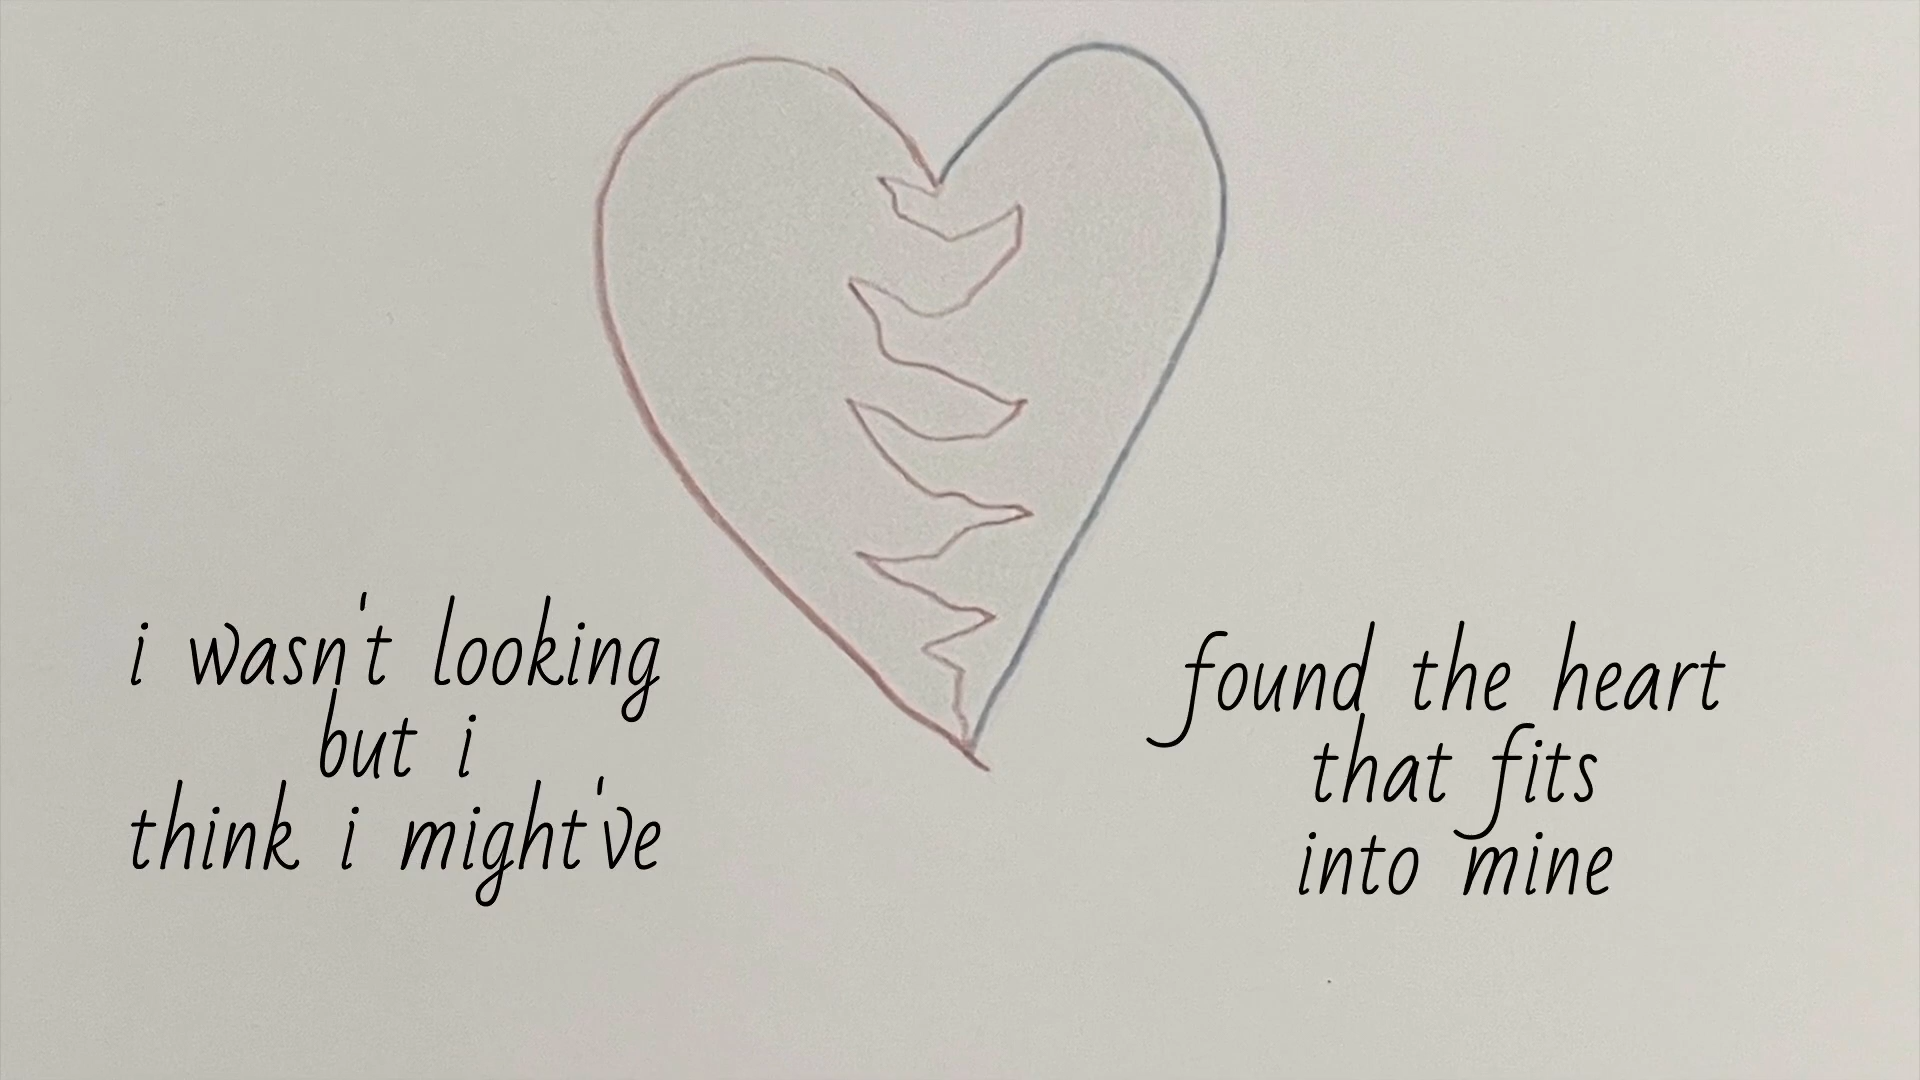 i wasn't looking
but i
think i might've
found the heart
that fits
into mine